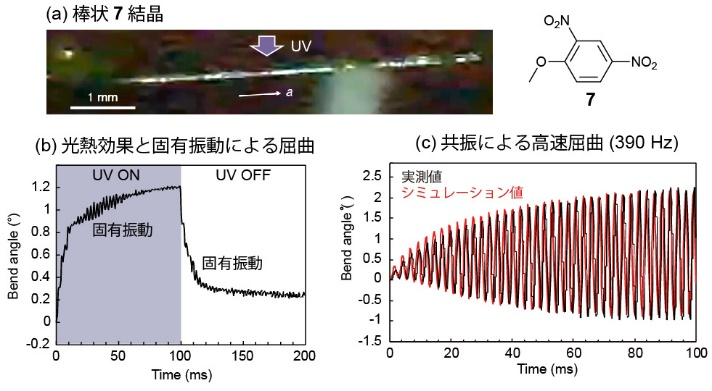 (a) 棒状 7 結晶
UV
1 mm
a
O₂N
NO₂
O
7
(b) 光熱効果と固有振動による屈曲
UV ON
UV OFF
固有振動
固有振動
Bend angle (°)
1.2
1.0
0.8
0.6
0.4
0.2
0
-0.2
0
50
100
150
200
Time (ms)
(c) 共振による高速屈曲 (390 Hz)
実測値
シミュレーション値
Bend angle°( )
2.5
2
1.5
1
0.5
0
-0.5
-1
-1.5
0
20
40
60
80
100
Time (ms)